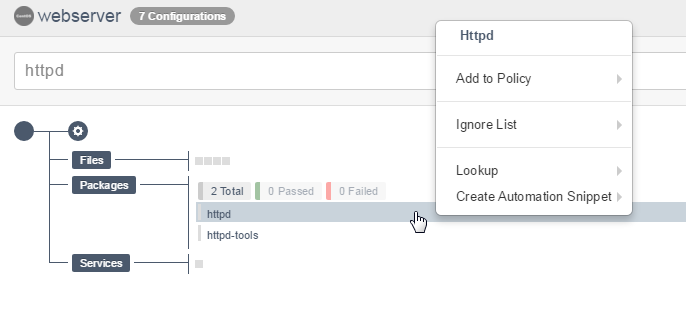 webserver 7 Configurations
httpd
Httpd
Add to Policy
Ignore List
Lookup
Create Automation Snippet
Files
Packages
2 Total 0 Passed 0 Failed
httpd
httpd-tools
Services